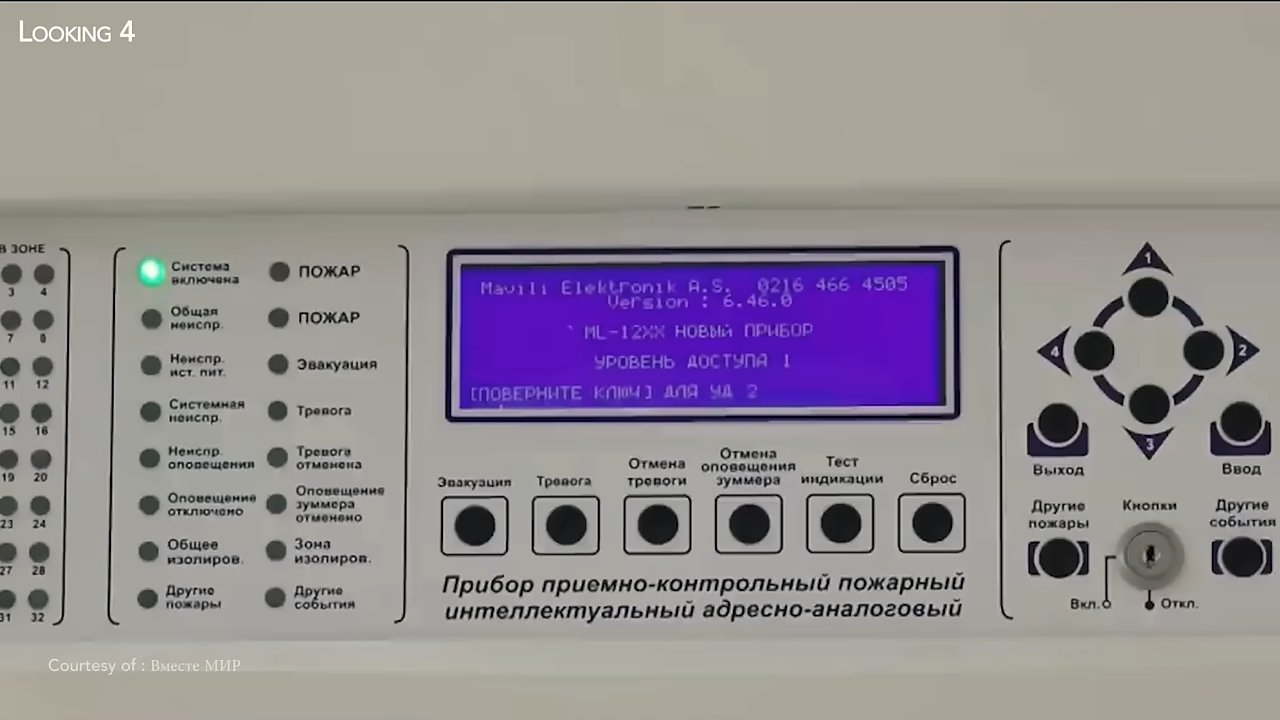 LOOKING 4
В ЗОНЕ
3 4
7 8
11 12
15 16
19 20
23 24
27 28
31 32
Система
включена
Общая
неиспр.
Неиспр.
ист. пит.
Системная
неиспр.
Неиспр.
оповещения
Оповещение
отключено
Общее
изолиров.
Другие
пожары
ПОЖАР
ПОЖАР
Эвакуация
Тревога
Тревога
отменена
Оповещение
зуммера
отменено
Зона
изолиров.
Другие
события
Mavili Elektronik A.S. 0216 466 4505
Version : 6.46.0
` ML-12XX НОВЫЙ ПРИБОР
УРОВЕНЬ ДОСТУПА 1
[ПОВЕРНИТЕ КЛЮЧ] ДЛЯ УД 2
Эвакуация
Тревога
Отмена
тревоги
Отмена
оповещения
зуммера
Тест
индикации
Сброс
Прибор приемно-контрольный пожарный
интеллектуальный адресно-аналоговый
1
4
2
3
Выход
Ввод
Другие
пожары
Кнопки
Другие
события
Вкл.
Откл.
Courtesy of : Вместе МИР